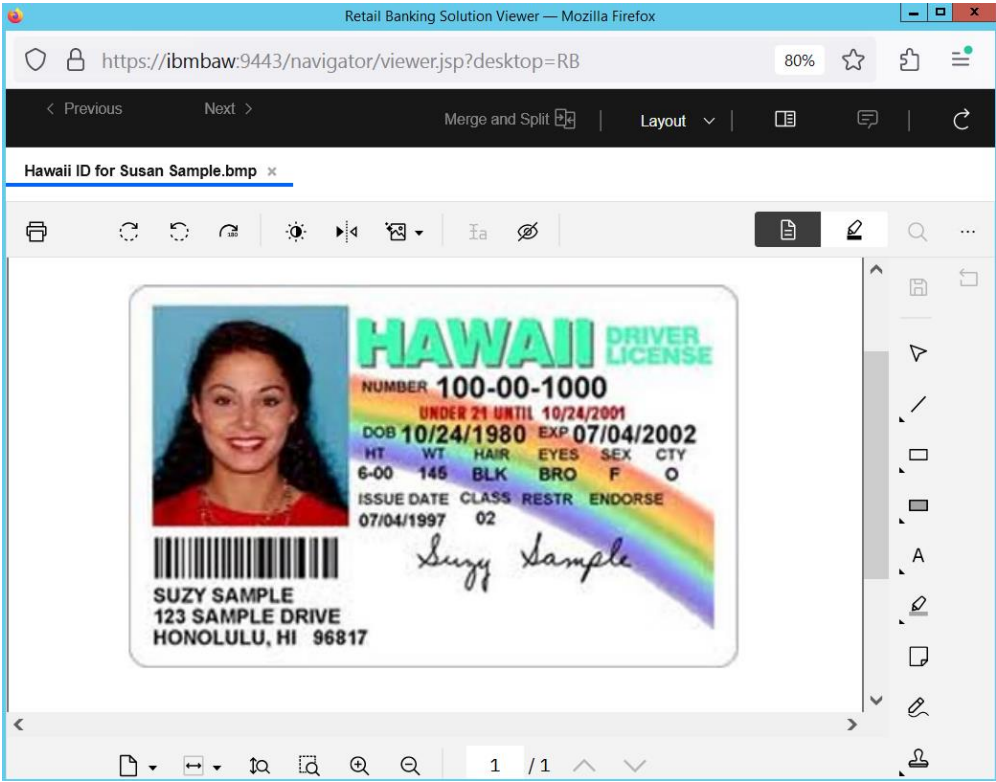 Retail Banking Solution Viewer — Mozilla Firefox
https://ibmbaw:9443/navigator/viewer.jsp?desktop=RB 80%
< Previous Next > Merge and Split | Layout | |
Hawaii ID for Susan Sample.bmp ×
180 a ...
HAWAII DRIVER LICENSE
NUMBER 100-00-1000
UNDER 21 UNTIL 10/24/2001
DOB 10/24/1980 EXP 07/04/2002
HT WT HAIR EYES SEX CTY
6-00 145 BLK BRO F O
ISSUE DATE CLASS RESTR ENDORSE
07/04/1997 02
Suzy Sample
SUZY SAMPLE
123 SAMPLE DRIVE
HONOLULU, HI 96817
A
1 / 1